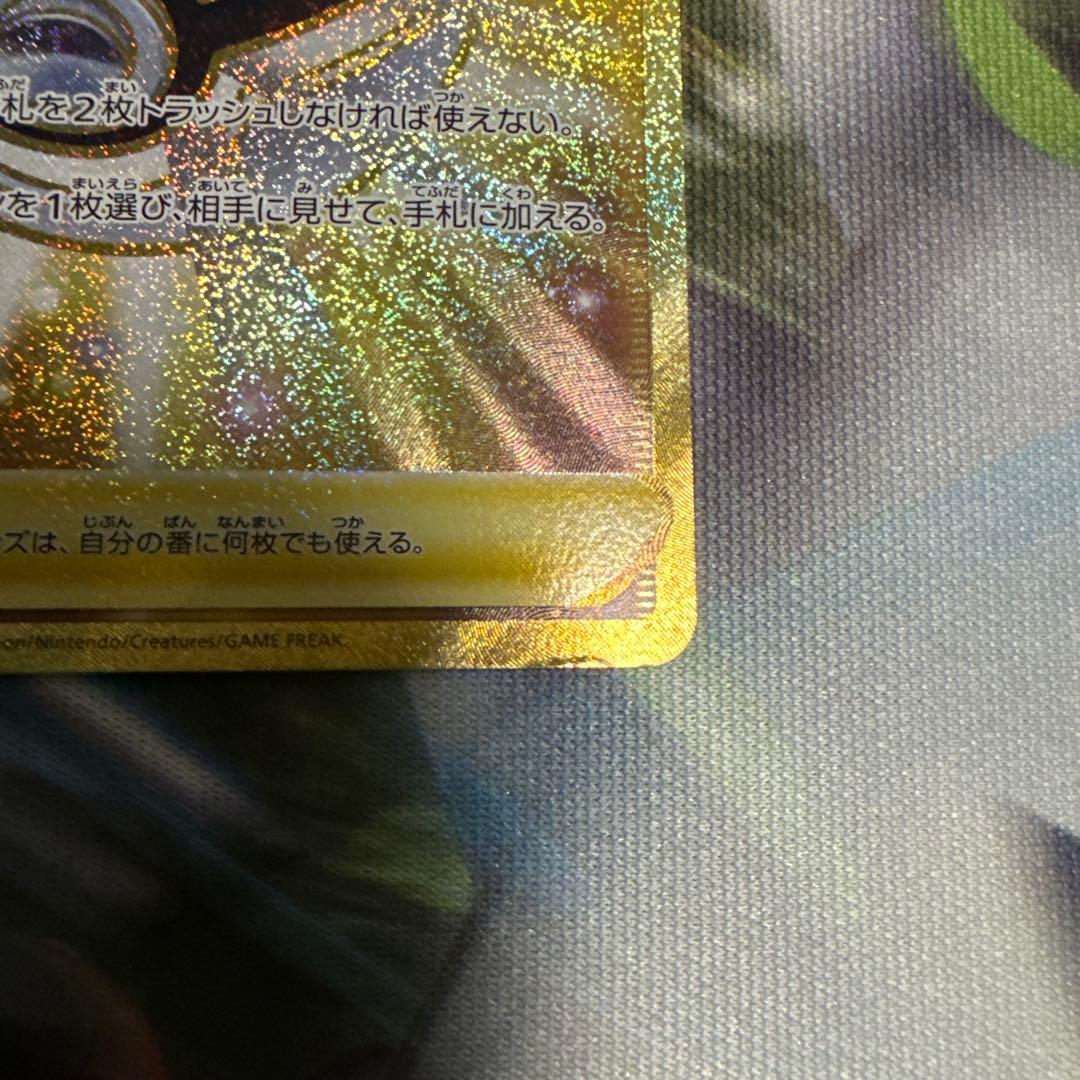 札を2枚トラッシュしなければ使えない。
を1枚選び、相手に見せて、手札に加える。
ズは、自分の番に何枚でも使える。
/Nintendo/Creatures/GAME FREAK.